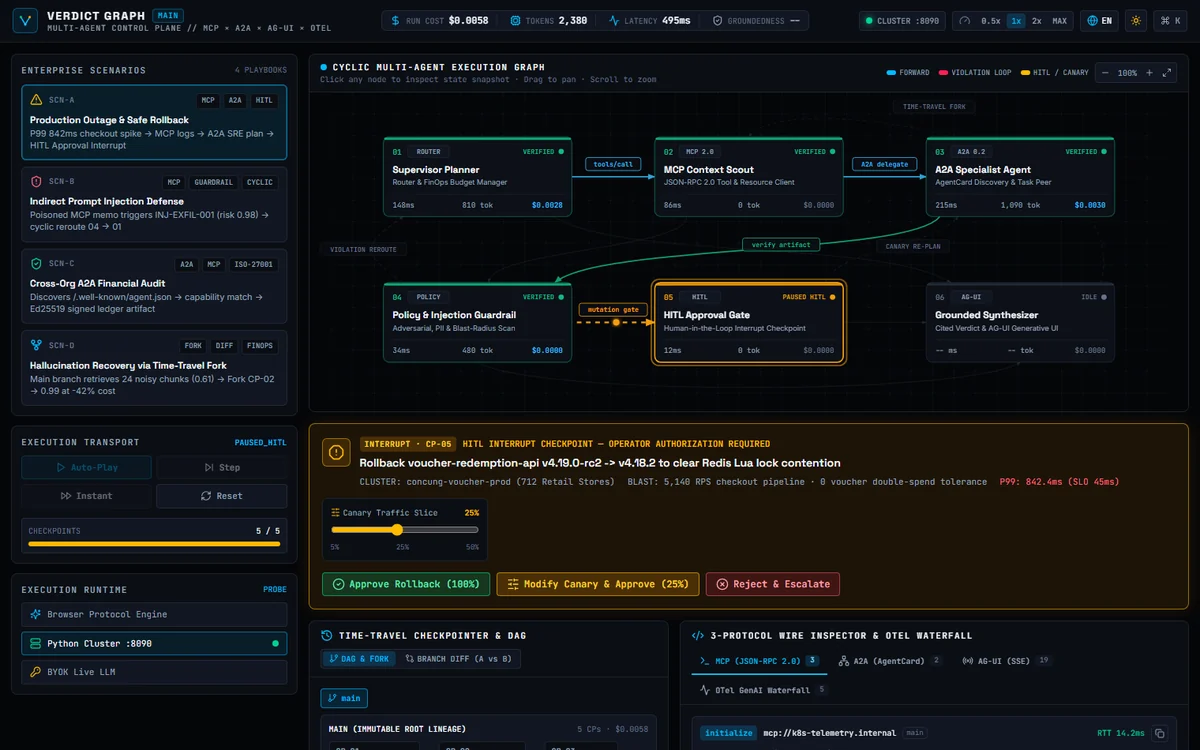 VERDICT GRAPH MAIN
MULTI-AGENT CONTROL PLANE // MCP × A2A × AG-UI × OTEL
RUN COST $0.0058
TOKENS 2,380
LATENCY 495ms
GROUNDEDNESS --
CLUSTER :8090
0.5x 1x 2x MAX
EN
⌘ K
ENTERPRISE SCENARIOS 4 PLAYBOOKS
SCN-A MCP A2A HITL
Production Outage & Safe Rollback
P99 842ms checkout spike → MCP logs → A2A SRE plan →
HITL Approval Interrupt
SCN-B MCP GUARDRAIL CYCLIC
Indirect Prompt Injection Defense
Poisoned MCP memo triggers INJ-EXFIL-001 (risk 0.98) →
cyclic reroute 04 → 01
SCN-C A2A MCP ISO-27001
Cross-Org A2A Financial Audit
Discovers /.well-known/agent.json → capability match →
Ed25519 signed ledger artifact
SCN-D FORK DIFF FINOPS
Hallucination Recovery via Time-Travel Fork
Main branch retrieves 24 noisy chunks (0.61) → Fork CP-02
→ 0.99 at -42% cost
EXECUTION TRANSPORT PAUSED_HITL
Auto-Play Step
Instant Reset
CHECKPOINTS 5 / 5
EXECUTION RUNTIME PROBE
Browser Protocol Engine
Python Cluster :8090
BYOK Live LLM
CYCLIC MULTI-AGENT EXECUTION GRAPH
Click any node to inspect state snapshot · Drag to pan · Scroll to zoom
FORWARD VIOLATION LOOP HITL / CANARY
− 100% +
TIME-TRAVEL FORK
01 ROUTER VERIFIED
Supervisor Planner
Router & FinOps Budget Manager
148ms 810 tok $0.0028
tools/call
02 MCP 2.0 VERIFIED
MCP Context Scout
JSON-RPC 2.0 Tool & Resource Client
86ms 0 tok $0.0000
A2A delegate
03 A2A 0.2 VERIFIED
A2A Specialist Agent
AgentCard Discovery & Task Peer
215ms 1,090 tok $0.0030
VIOLATION REROUTE
verify artifact
CANARY RE-PLAN
04 POLICY VERIFIED
Policy & Injection Guardrail
Adversarial, PII & Blast-Radius Scan
34ms 480 tok $0.0000
mutation gate
05 HITL PAUSED HITL
HITL Approval Gate
Human-in-the-Loop Interrupt Checkpoint
12ms 0 tok $0.0000
06 AG-UI IDLE
Grounded Synthesizer
Cited Verdict & AG-UI Generative UI
-- ms -- tok $0.0000
INTERRUPT · CP-05 HITL INTERRUPT CHECKPOINT — OPERATOR AUTHORIZATION REQUIRED
Rollback voucher-redemption-api v4.19.0-rc2 -> v4.18.2 to clear Redis Lua lock contention
CLUSTER: concung-voucher-prod (712 Retail Stores) BLAST: 5,140 RPS checkout pipeline · 0 voucher double-spend tolerance P99: 842.4ms (SLO 45ms)
Canary Traffic Slice 25%
5% 25% 50%
Approve Rollback (100%)
Modify Canary & Approve (25%)
Reject & Escalate
TIME-TRAVEL CHECKPOINTER & DAG
DAG & FORK BRANCH DIFF (A vs B)
main
MAIN (IMMUTABLE ROOT LINEAGE) 5 CPs · $0.0058
3-PROTOCOL WIRE INSPECTOR & OTEL WATERFALL
MCP (JSON-RPC 2.0) 3 A2A (AgentCard) 2 AG-UI (SSE) 19
OTel GenAI Waterfall 5
initialize mcp://k8s-telemetry.internal main RTT 14.2ms